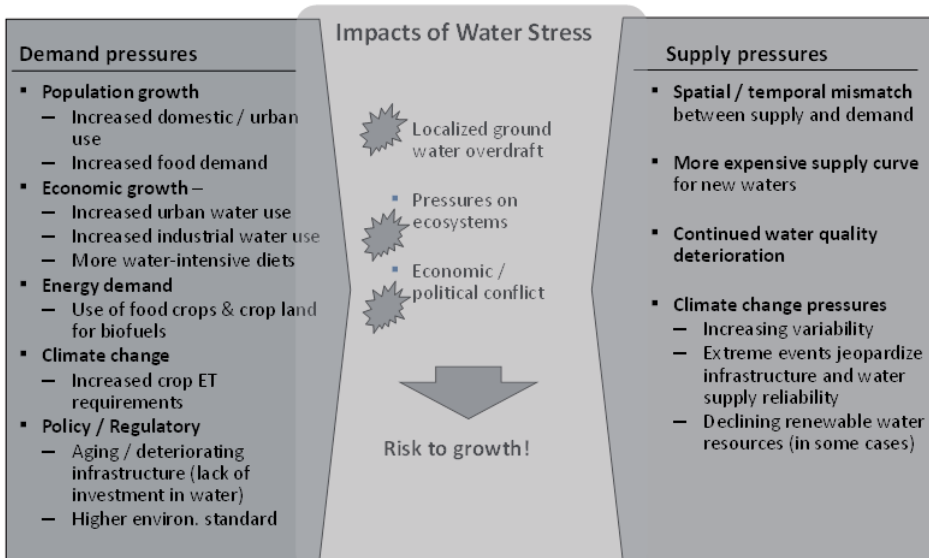 Impacts of Water Stress
Demand pressures
▪ Population growth
– Increased domestic / urban
use
– Increased food demand
▪ Economic growth –
– Increased urban water use
– Increased industrial water use
– More water-intensive diets
▪ Energy demand
– Use of food crops & crop land
for biofuels
▪ Climate change
– Increased crop ET
requirements
▪ Policy / Regulatory
– Aging / deteriorating
infrastructure (lack of
investment in water)
– Higher environ. standard
Localized ground
water overdraft
▪ Pressures on
ecosystems
▪ Economic /
political conflict
Risk to growth!
Supply pressures
▪ Spatial / temporal mismatch
between supply and demand
▪ More expensive supply curve
for new waters
▪ Continued water quality
deterioration
▪ Climate change pressures
– Increasing variability
– Extreme events jeopardize
infrastructure and water
supply reliability
– Declining renewable water
resources (in some cases)